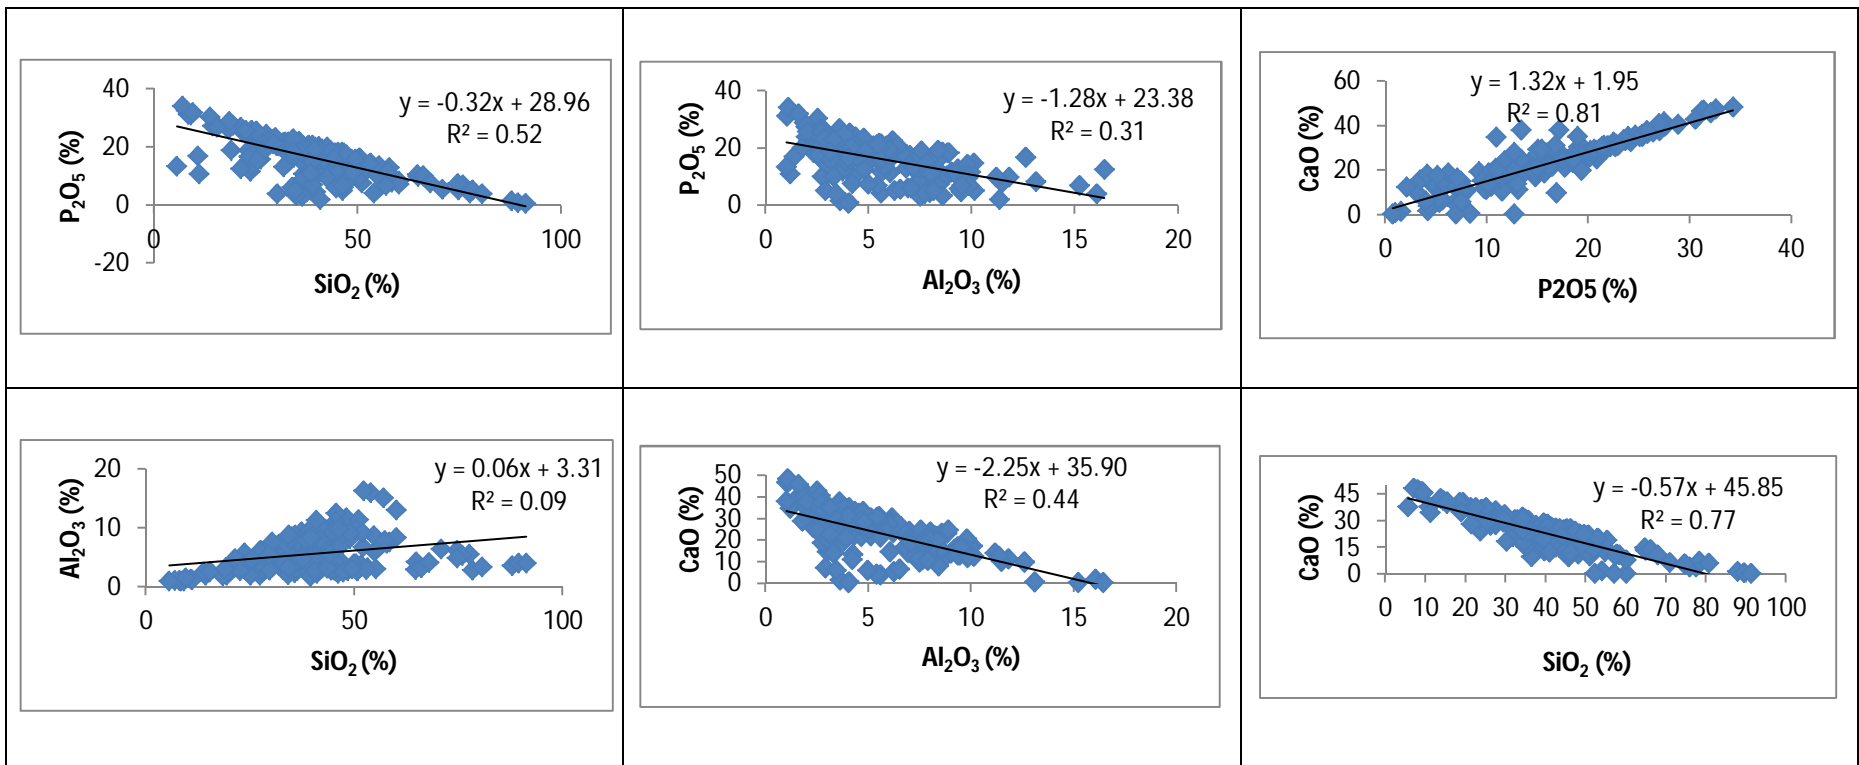 y = -0.32x + 28.96
R² = 0.52
40
20
0
-20
0
50
100
P₂O₅ (%)
SiO₂ (%)
y = -1.28x + 23.38
R² = 0.31
40
20
0
0
5
10
15
20
P₂O₅ (%)
Al₂O₃ (%)
y = 1.32x + 1.95
R² = 0.81
60
40
20
0
0
10
20
30
40
CaO (%)
P2O5 (%)
y = 0.06x + 3.31
R² = 0.09
20
10
0
0
50
100
Al₂O₃ (%)
SiO₂ (%)
y = -2.25x + 35.90
R² = 0.44
50
40
30
20
10
0
0
5
10
15
20
CaO (%)
Al₂O₃ (%)
y = -0.57x + 45.85
R² = 0.77
45
30
15
0
0 10 20 30 40 50 60 70 80 90 100
CaO (%)
SiO₂ (%)